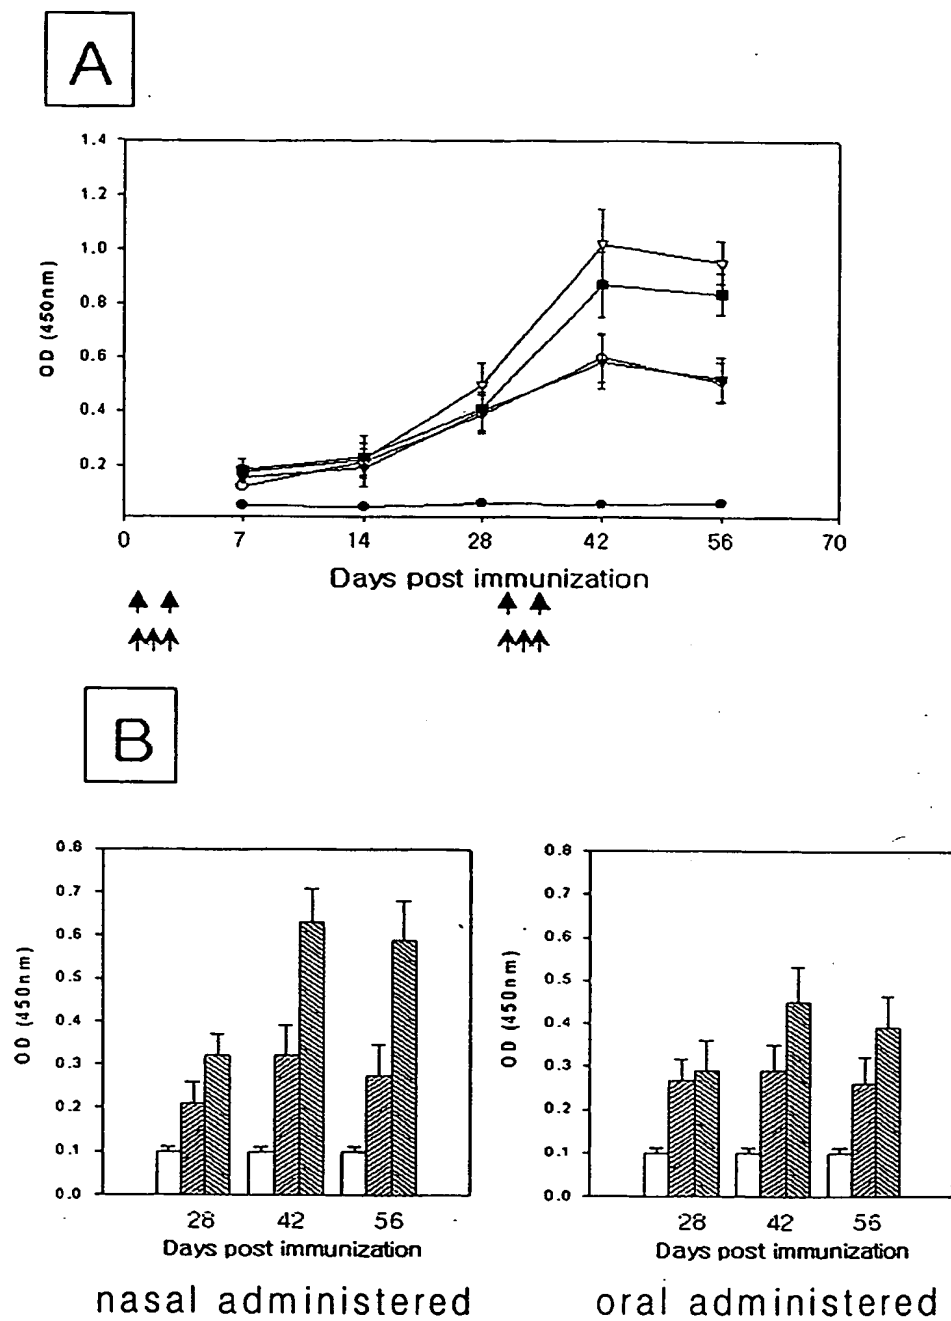 A
1.4
1.2
1.0
0.8
0.6
0.4
0.2
OD (450nm)
0 7 14 28 42 56 70
Days post immunization
B
0.8
0.7
0.6
0.5
0.4
0.3
0.2
0.1
0.0
OD (450nm)
28 42 56
Days post immunization
nasal administered
0.8
0.7
0.6
0.5
0.4
0.3
0.2
0.1
0.0
OD (450nm)
28 42 56
Days post immunization
oral administered